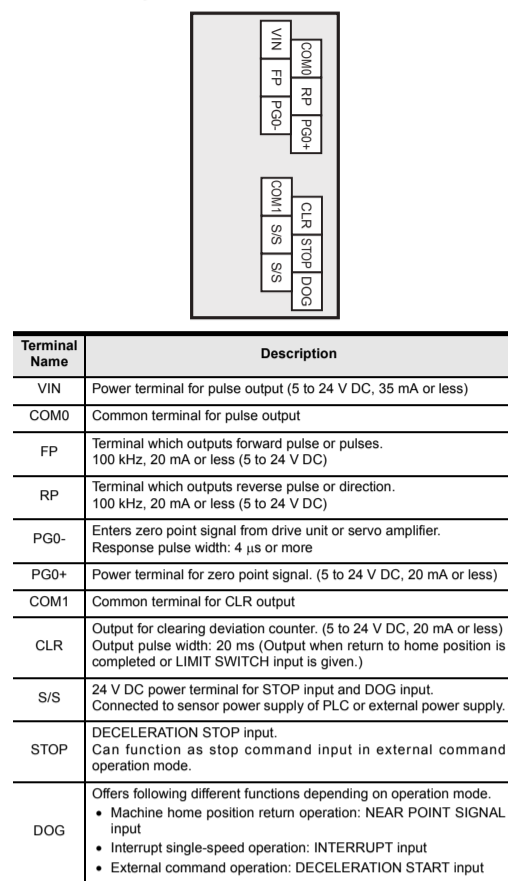 VIN
COM0
FP
RP
PG0-
PG0+
COM1
CLR
S/S
STOP
S/S
DOG
Terminal Name
Description
VIN
Power terminal for pulse output (5 to 24 V DC, 35 mA or less)
COM0
Common terminal for pulse output
FP
Terminal which outputs forward pulse or pulses.
100 kHz, 20 mA or less (5 to 24 V DC)
RP
Terminal which outputs reverse pulse or direction.
100 kHz, 20 mA or less (5 to 24 V DC)
PG0-
Enters zero point signal from drive unit or servo amplifier.
Response pulse width: 4 μs or more
PG0+
Power terminal for zero point signal. (5 to 24 V DC, 20 mA or less)
COM1
Common terminal for CLR output
CLR
Output for clearing deviation counter. (5 to 24 V DC, 20 mA or less)
Output pulse width: 20 ms (Output when return to home position is
completed or LIMIT SWITCH input is given.)
S/S
24 V DC power terminal for STOP input and DOG input.
Connected to sensor power supply of PLC or external power supply.
STOP
DECELERATION STOP input.
Can function as stop command input in external command
operation mode.
DOG
Offers following different functions depending on operation mode.
• Machine home position return operation: NEAR POINT SIGNAL
input
• Interrupt single-speed operation: INTERRUPT input
• External command operation: DECELERATION START input